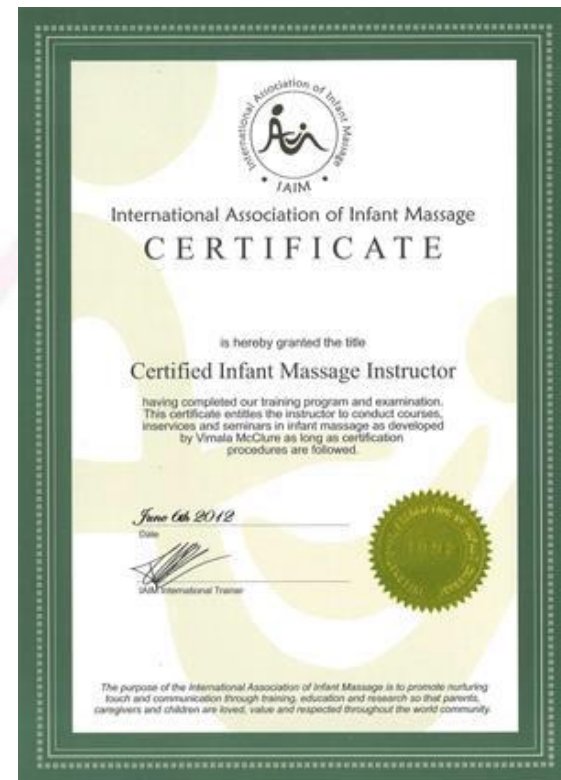 International Association of Infant Massage
IAIM
International Association of Infant Massage
CERTIFICATE
is hereby granted the title
Certified Infant Massage Instructor
having completed our training program and examination.
This certificate entitles the instructor to conduct courses,
inservices and seminars in infant massage as developed
by Vimala McClure as long as certification
procedures are followed.
June 6th 2012
Date
IAIM International Trainer
The purpose of the International Association of Infant Massage is to promote nurturing
touch and communication through training, education and research so that parents,
caregivers and children are loved, value and respected throughout the world community.